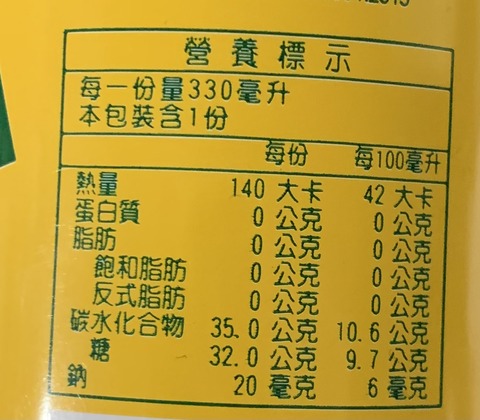 營養標示
每一份量330毫升
本包裝含1份
每份 每100毫升
熱量 140 大卡 42 大卡
蛋白質 0 公克 0 公克
脂肪 0 公克 0 公克
飽和脂肪 0 公克 0 公克
反式脂肪 0 公克 0 公克
碳水化合物 35.0 公克 10.6 公克
糖 32.0 公克 9.7 公克
鈉 20 毫克 6 毫克